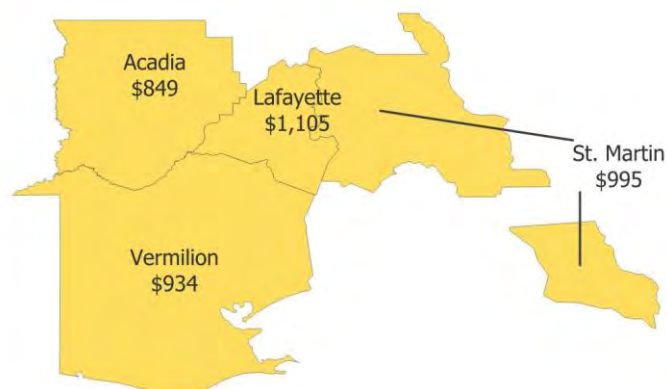 Acadia
$849
Lafayette
$1,105
St. Martin
$995
Vermilion
$934